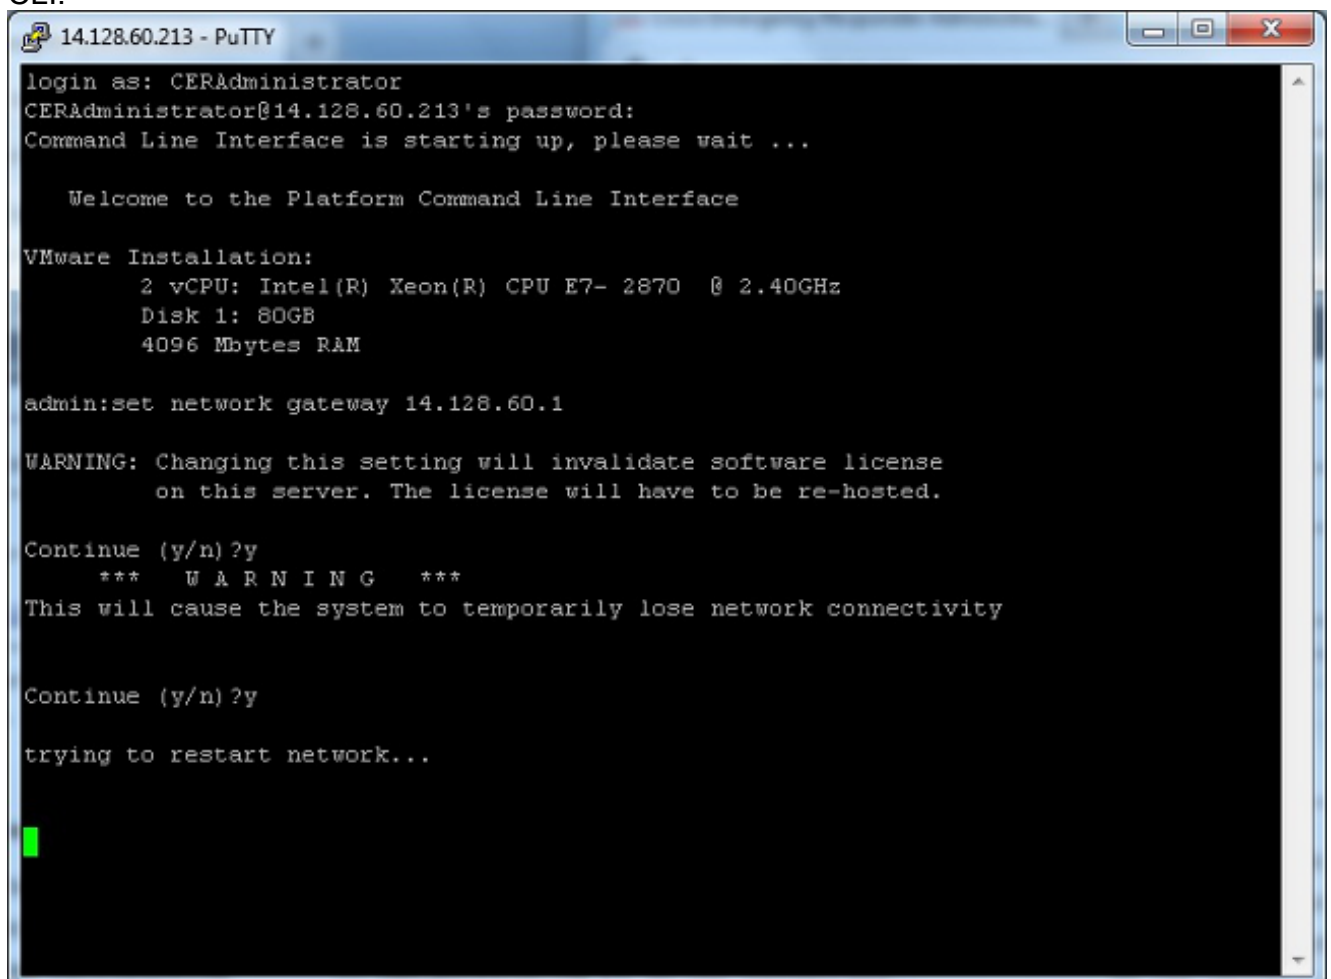 CLI:
14.128.60.213 - PuTTY
login as: CERAdministrator
CERAdministrator@14.128.60.213's password:
Command Line Interface is starting up, please wait ...
Welcome to the Platform Command Line Interface
VMware Installation:
2 vCPU: Intel(R) Xeon(R) CPU E7- 2870 @ 2.40GHz
Disk 1: 80GB
4096 Mbytes RAM
admin:set network gateway 14.128.60.1
WARNING: Changing this setting will invalidate software license
on this server. The license will have to be re-hosted.
Continue (y/n)?y
*** W A R N I N G ***
This will cause the system to temporarily lose network connectivity
Continue (y/n)?y
trying to restart network...